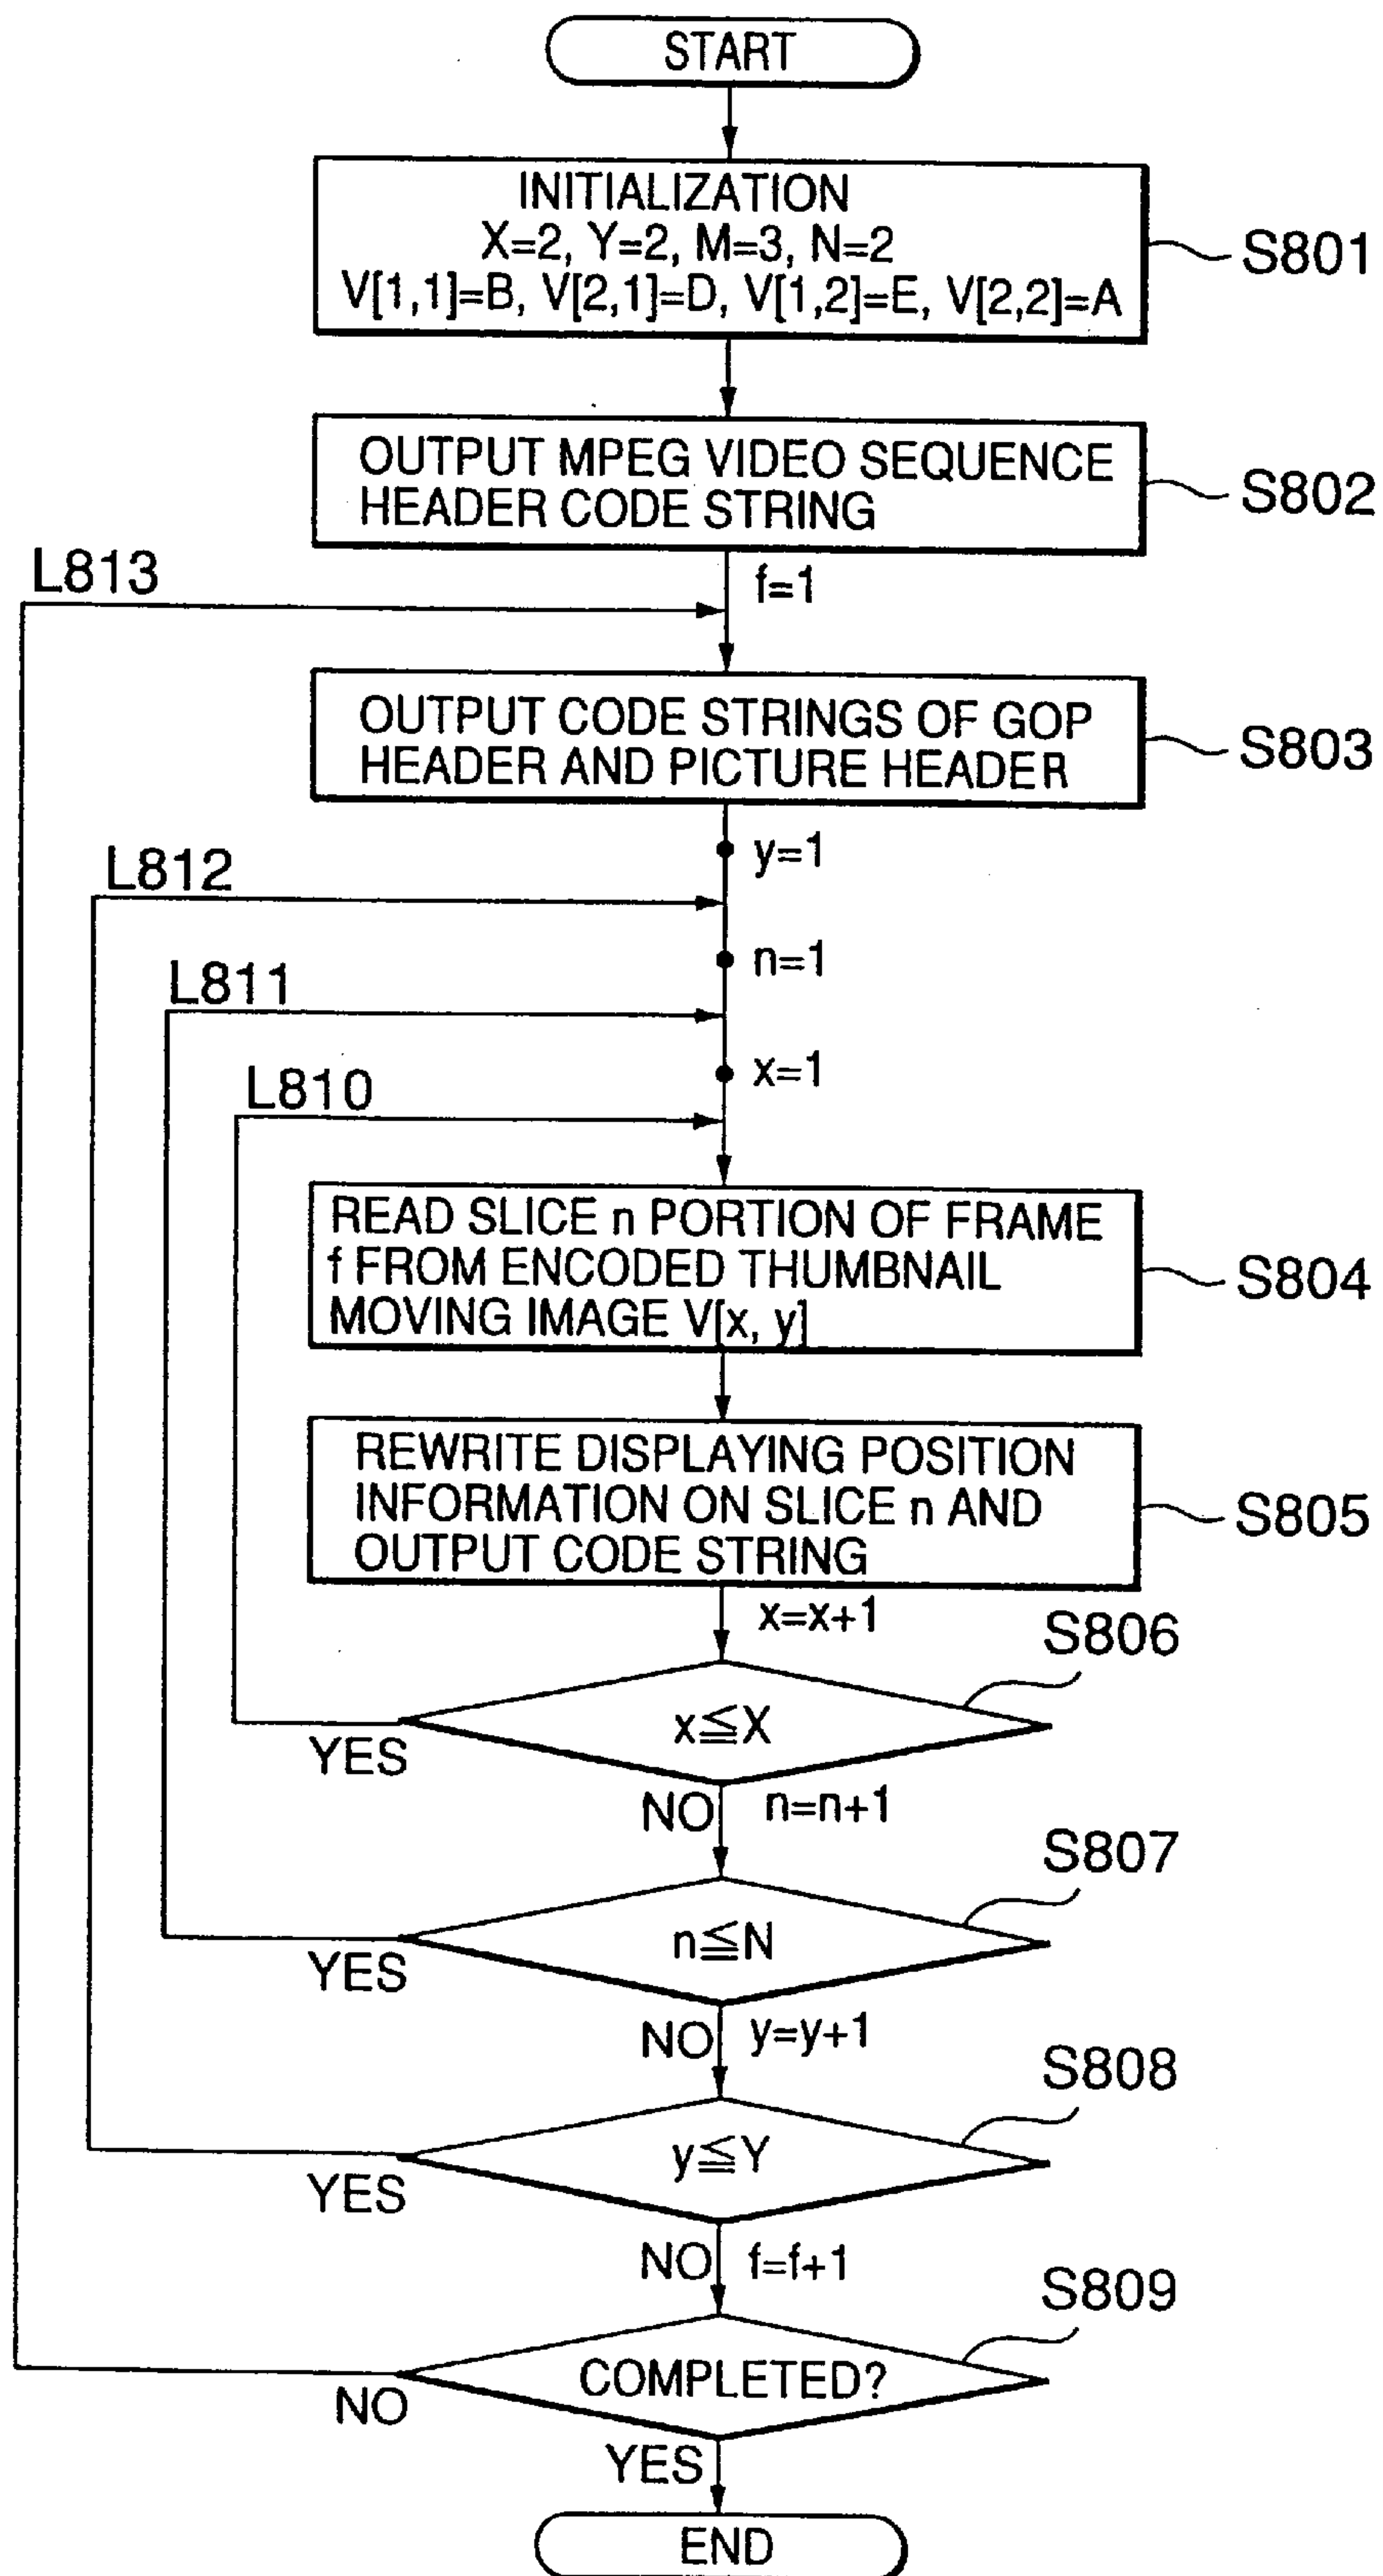 START
INITIALIZATION
X=2, Y=2, M=3, N=2
V[1,1]=B, V[2,1]=D, V[1,2]=E, V[2,2]=A
S801
OUTPUT MPEG VIDEO SEQUENCE
HEADER CODE STRING
S802
L813
f=1
OUTPUT CODE STRINGS OF GOP
HEADER AND PICTURE HEADER
S803
y=1
L812
n=1
L811
x=1
L810
READ SLICE n PORTION OF FRAME
f FROM ENCODED THUMBNAIL
MOVING IMAGE V[x, y]
S804
REWRITE DISPLAYING POSITION
INFORMATION ON SLICE n AND
OUTPUT CODE STRING
S805
x=x+1
S806
x≦X
YES
NO
n=n+1
S807
n≦N
YES
NO
y=y+1
S808
y≦Y
YES
NO
f=f+1
S809
COMPLETED?
NO
YES
END